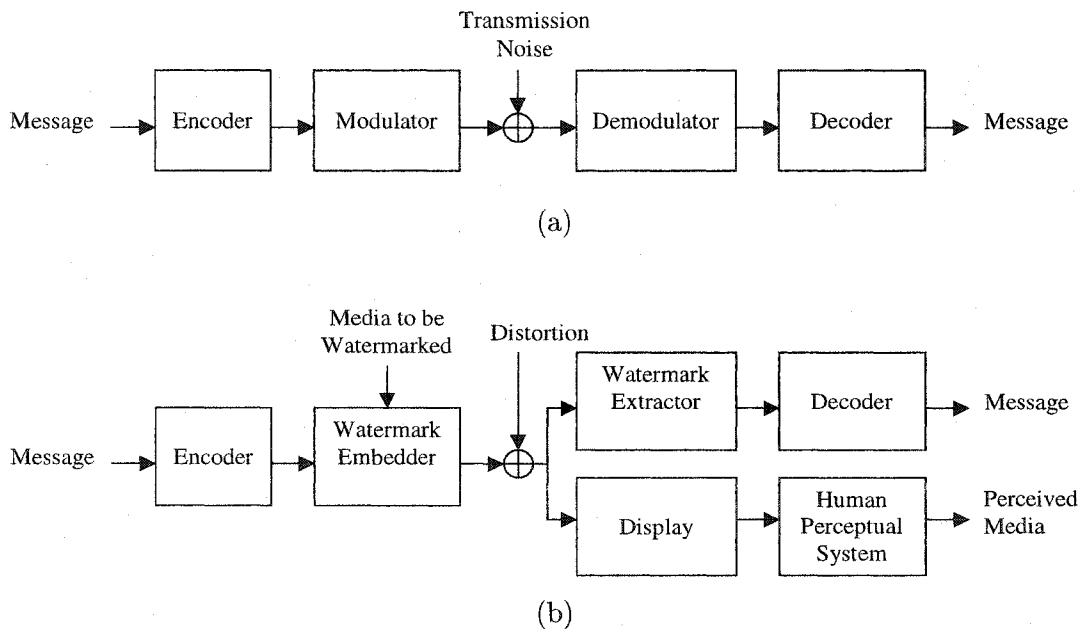 Transmission
Noise
Message
Encoder
Modulator
Demodulator
Decoder
Message
(a)
Media to be
Watermarked
Distortion
Watermark
Extractor
Decoder
Message
Message
Encoder
Watermark
Embedder
Display
Human
Perceptual
System
Perceived
Media
(b)